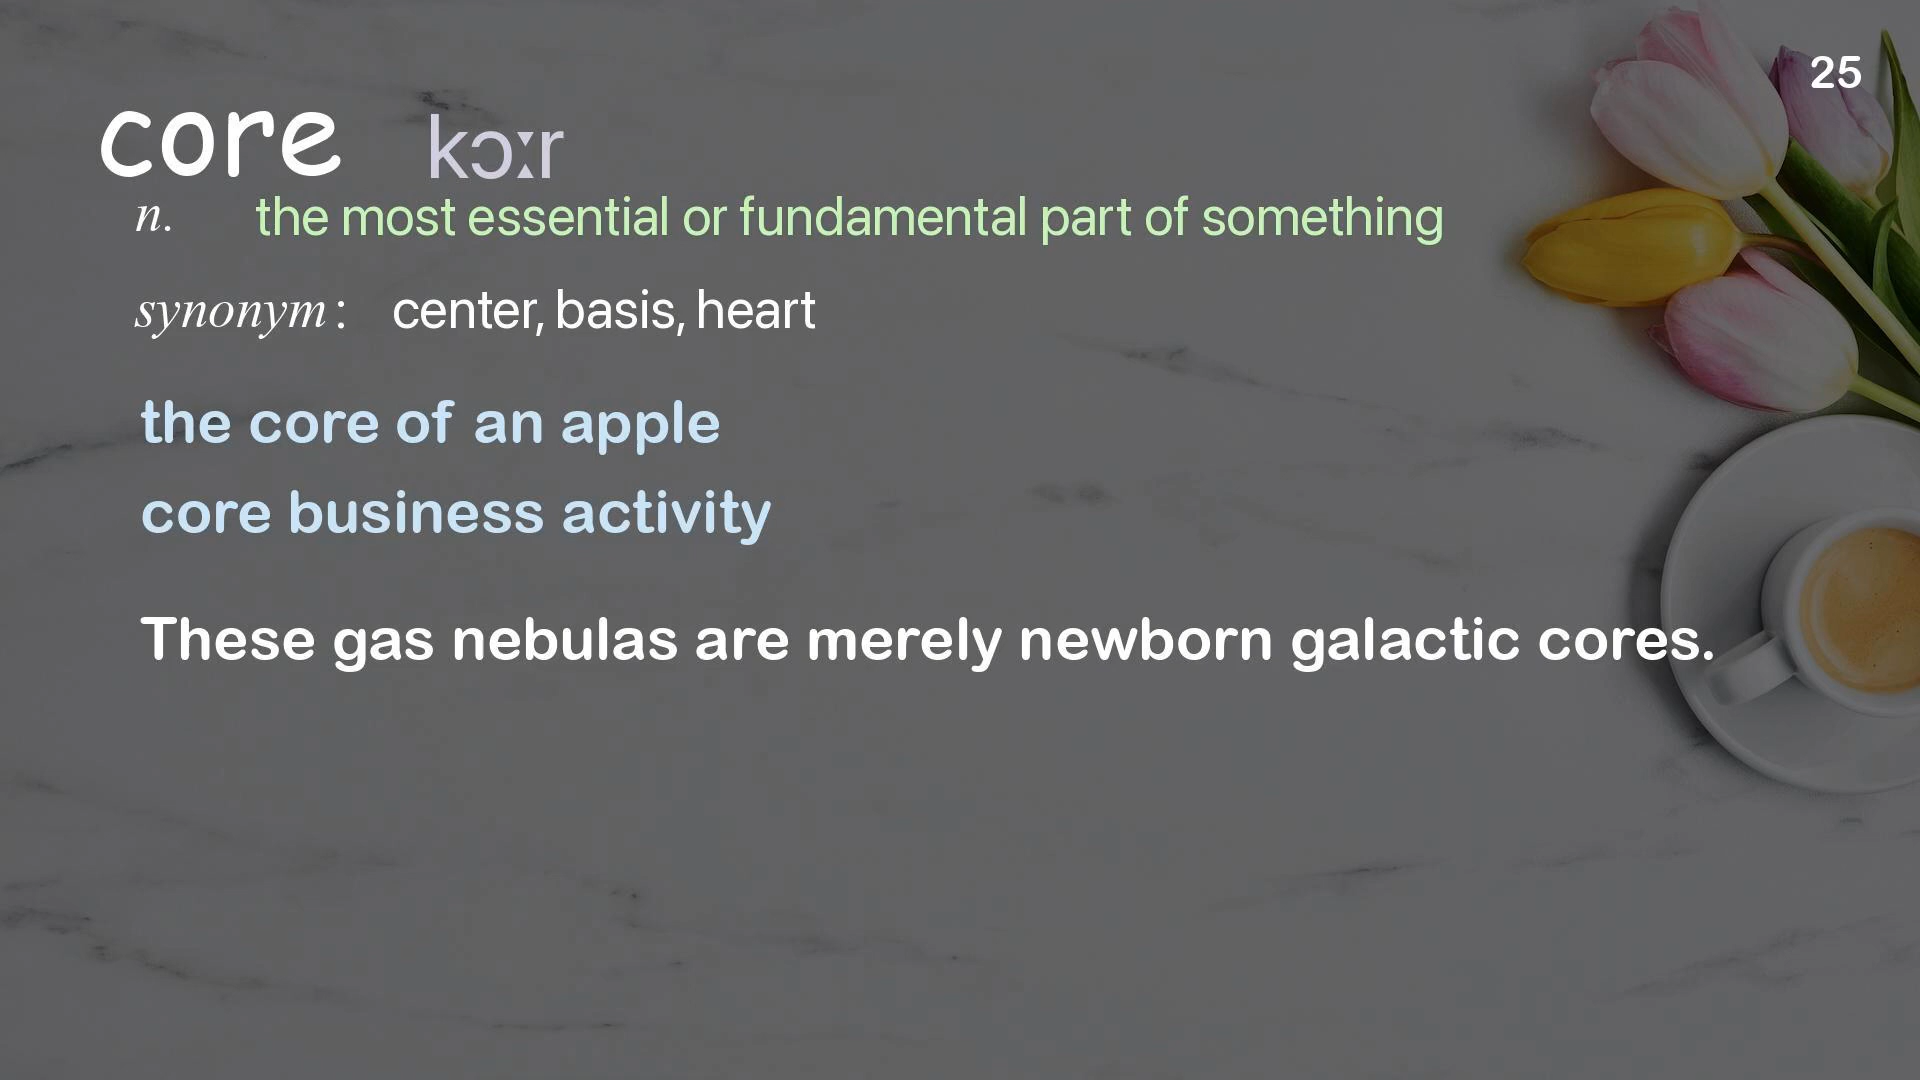 25
core kɔːr
n. the most essential or fundamental part of something
synonym: center, basis, heart
the core of an apple
core business activity
These gas nebulas are merely newborn galactic cores.